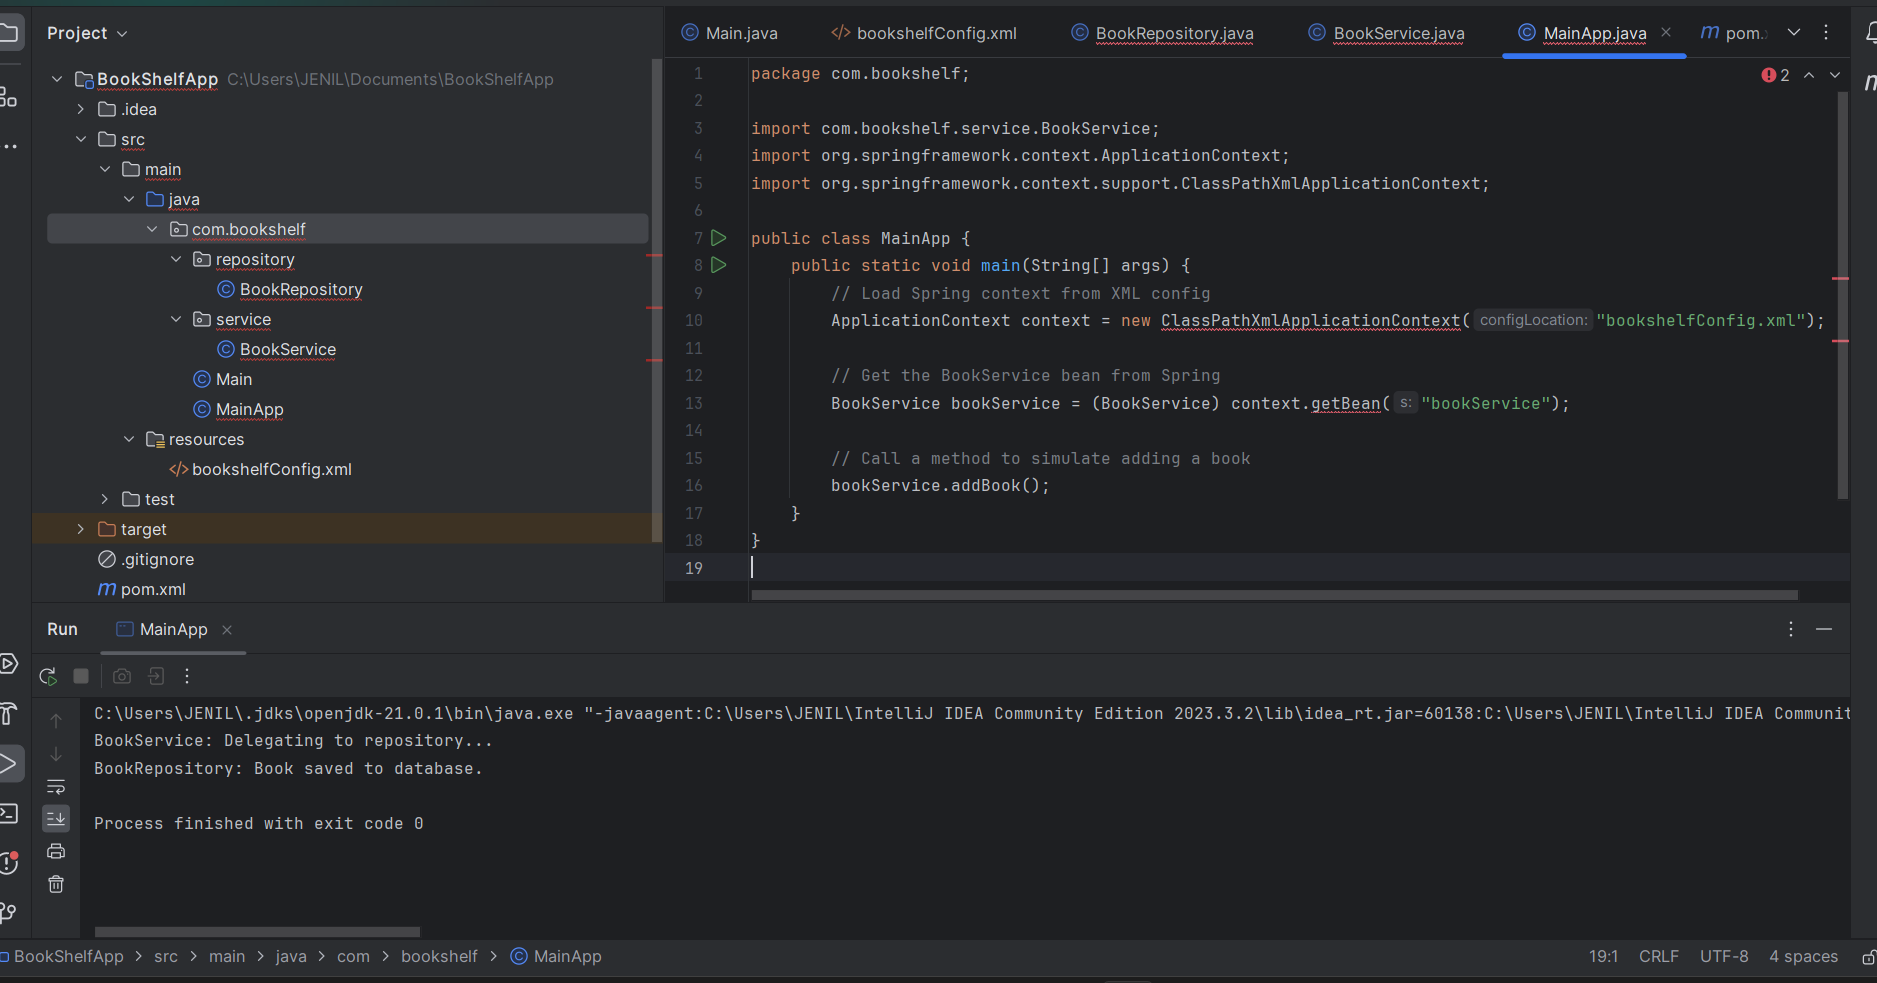 Project
BookShelfApp C:\Users\JENIL\Documents\BookShelfApp
.idea
src
main
java
com.bookshelf
repository
BookRepository
service
BookService
Main
MainApp
resources
</> bookshelfConfig.xml
test
target
.gitignore
m pom.xml
Main.java </> bookshelfConfig.xml BookRepository.java BookService.java MainApp.java m pom.
2
1 package com.bookshelf;
2
3 import com.bookshelf.service.BookService;
4 import org.springframework.context.ApplicationContext;
5 import org.springframework.context.support.ClassPathXmlApplicationContext;
6
7 public class MainApp {
8 public static void main(String[] args) {
9 // Load Spring context from XML config
10 ApplicationContext context = new ClassPathXmlApplicationContext( configLocation: "bookshelfConfig.xml");
11
12 // Get the BookService bean from Spring
13 BookService bookService = (BookService) context.getBean( s: "bookService");
14
15 // Call a method to simulate adding a book
16 bookService.addBook();
17 }
18 }
19
Run MainApp
C:\Users\JENIL\.jdks\openjdk-21.0.1\bin\java.exe "-javaagent:C:\Users\JENIL\IntelliJ IDEA Community Edition 2023.3.2\lib\idea_rt.jar=60138:C:\Users\JENIL\IntelliJ IDEA Communit
BookService: Delegating to repository...
BookRepository: Book saved to database.
Process finished with exit code 0
BookShelfApp > src > main > java > com > bookshelf > MainApp 19:1 CRLF UTF-8 4 spaces